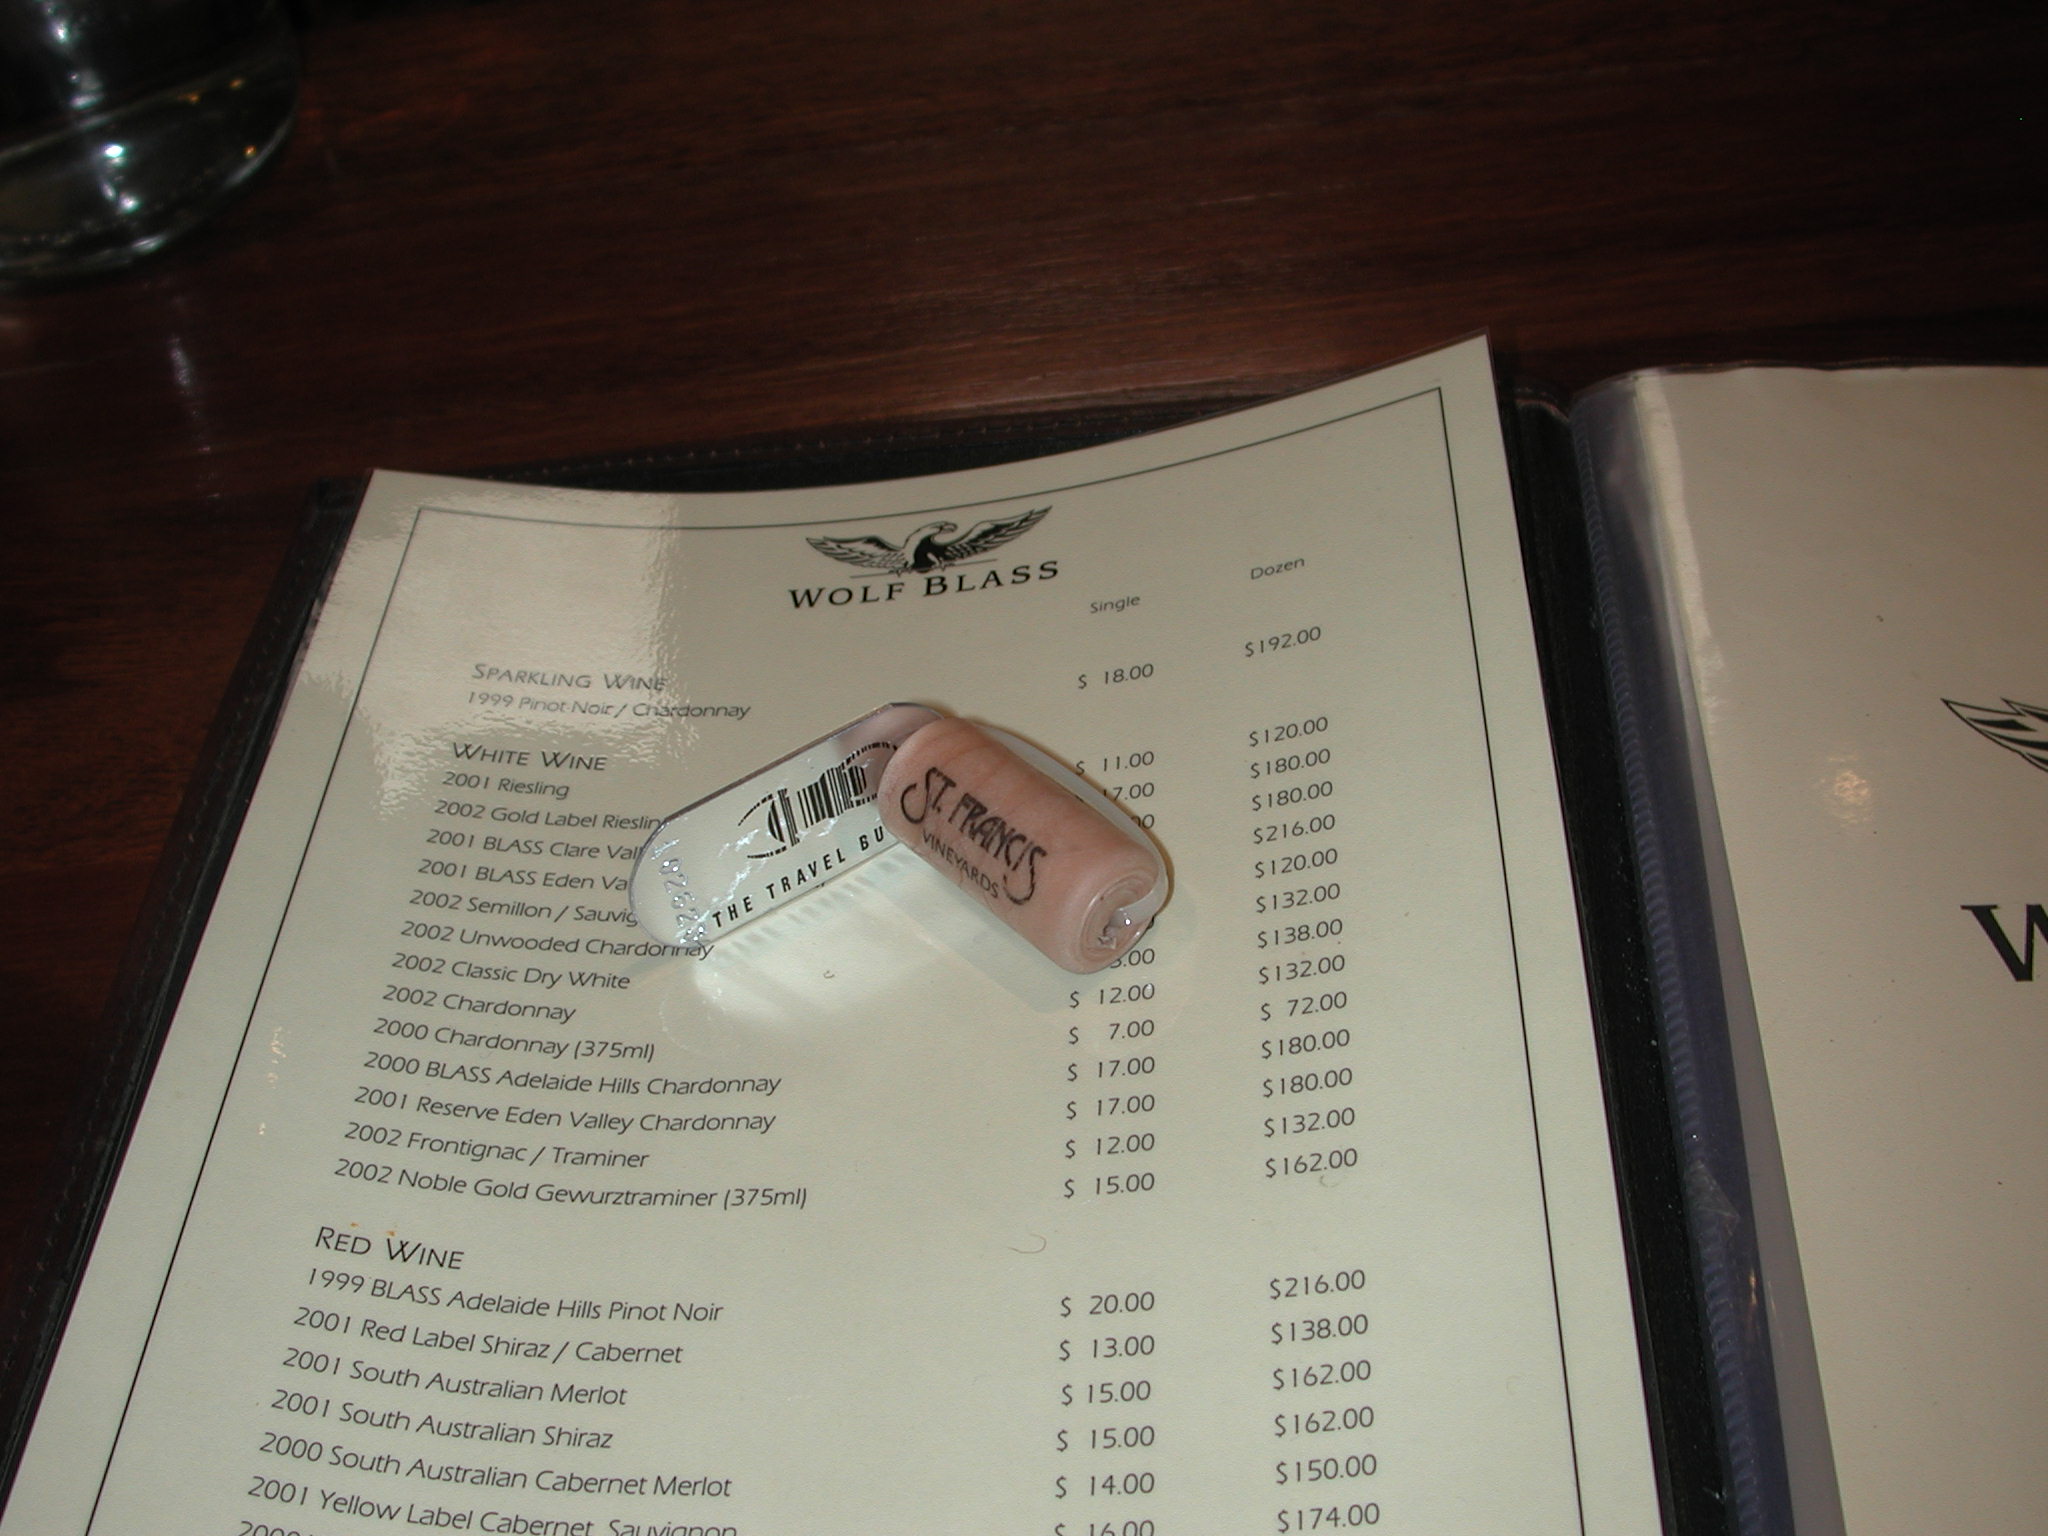 WOLF BLASS
Single Dozen
SPARKLING WINE
1999 Pinot Noir / Chardonnay $ 18.00 $192.00
WHITE WINE
2001 Riesling $ 11.00 $120.00
2002 Gold Label Rieslin 17.00 $180.00
2001 BLASS Clare Vall $180.00
2001 BLASS Eden Va $216.00
2002 Semillon / Sauvig $120.00
2002 Unwooded Chardonnay $132.00
2002 Classic Dry White $138.00
2002 Chardonnay $ 12.00 $132.00
2000 Chardonnay (375ml) $ 7.00 $ 72.00
2000 BLASS Adelaide Hills Chardonnay $ 17.00 $180.00
2001 Reserve Eden Valley Chardonnay $ 17.00 $180.00
2002 Frontignac / Traminer $ 12.00 $132.00
2002 Noble Gold Gewurztraminer (375ml) $ 15.00 $162.00
RED WINE
1999 BLASS Adelaide Hills Pinot Noir $ 20.00 $216.00
2001 Red Label Shiraz / Cabernet $ 13.00 $138.00
2001 South Australian Merlot $ 15.00 $162.00
2001 South Australian Shiraz $ 15.00 $162.00
2000 South Australian Cabernet Merlot $ 14.00 $150.00
2001 Yellow Label Cabernet Sauvignon $ 16.00 $174.00
THE TRAVEL BU
ST. FRANCIS
VINEYARDS
W